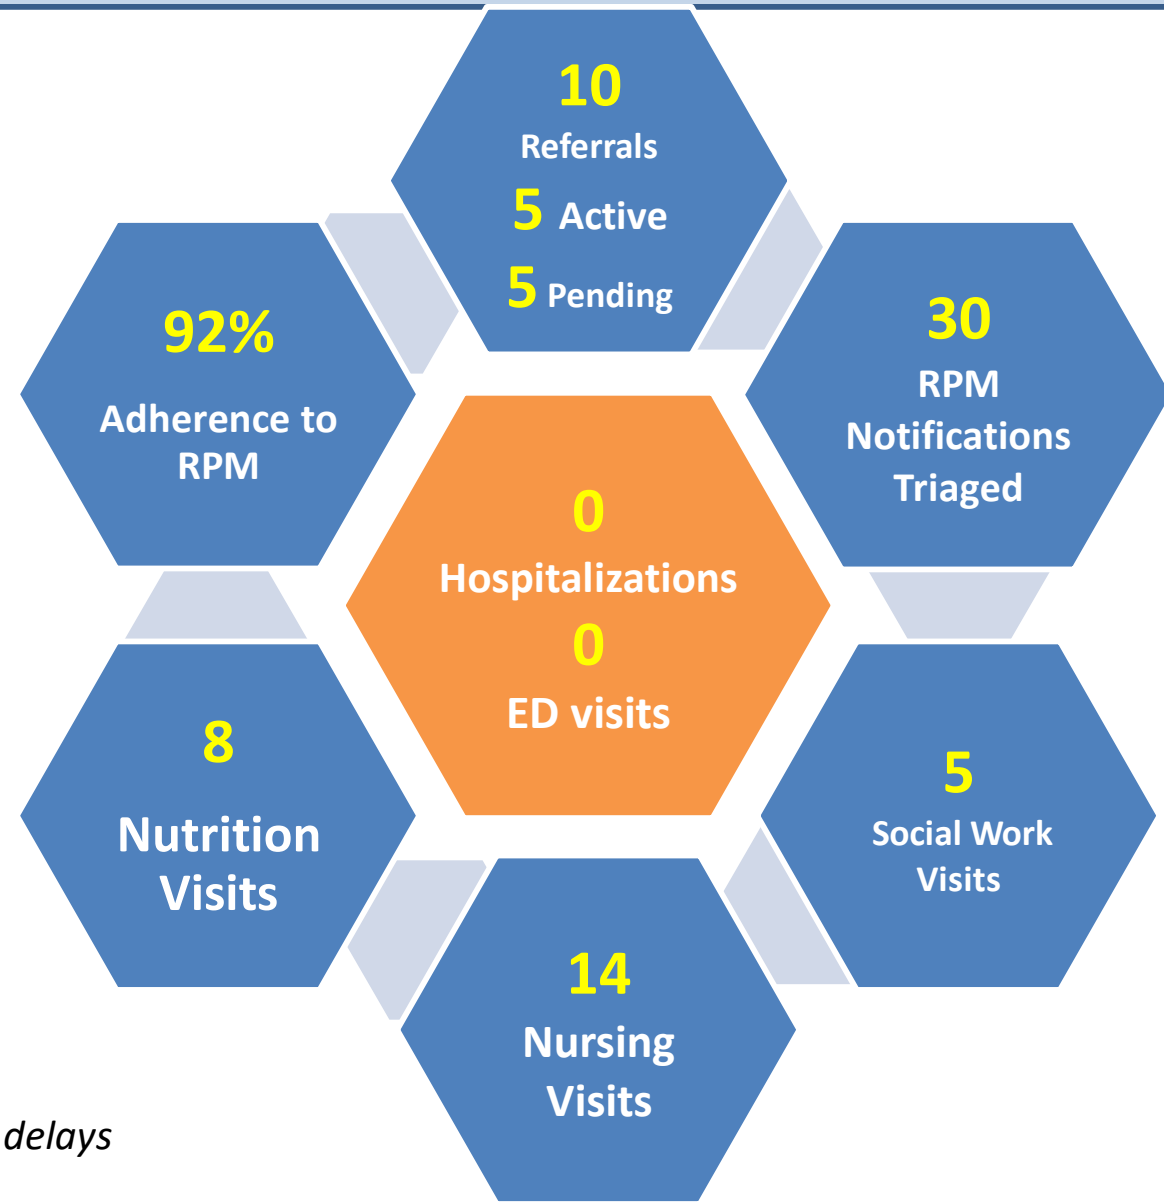 10
Referrals
5 Active
5 Pending
92%
Adherence to
RPM
30
RPM
Notifications
Triaged
0
Hospitalizations
0
ED visits
8
Nutrition
Visits
5
Social Work
Visits
14
Nursing
Visits
delays